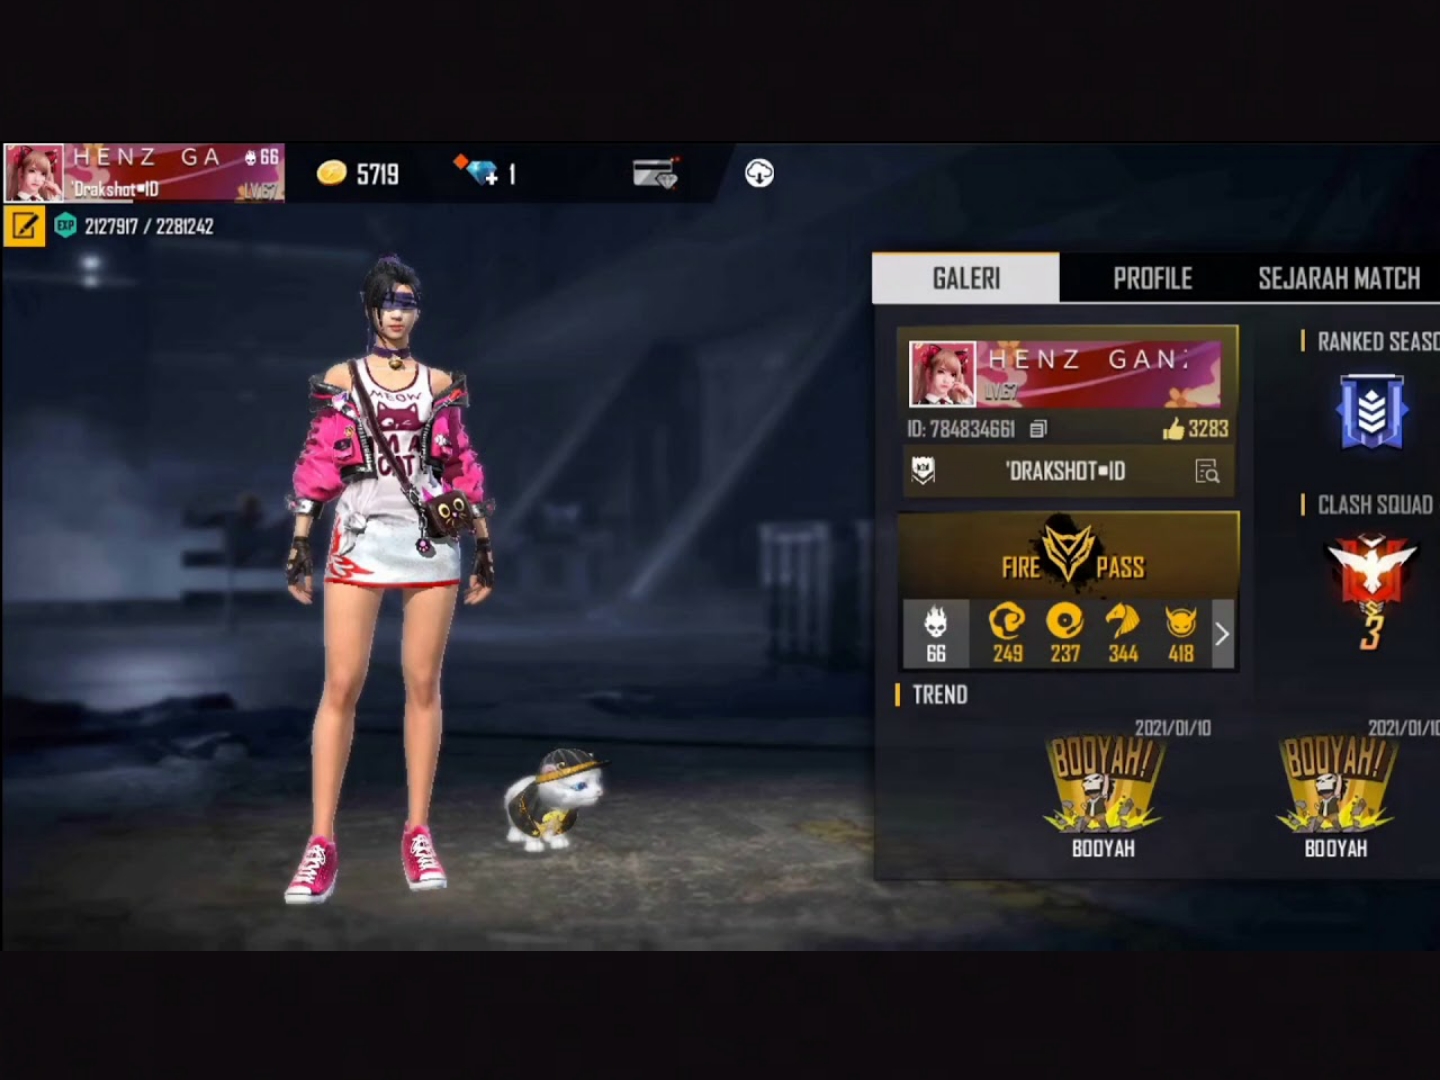 HENZ GA 66
'Drakshot ID
LV.67
5719
1
EXP 2127917 / 2281242
GALERI PROFILE SEJARAH MATCH
HENZ GAN
LV.67
ID: 784834661
3283
'DRAKSHOT ID
RANKED SEASO
CLASH SQUAD
3
FIRE PASS
66 249 237 344 418
TREND
2021/01/10 2021/01/10
BOOYAH! BOOYAH!
BOOYAH BOOYAH
MEOW
I'M A
CAT